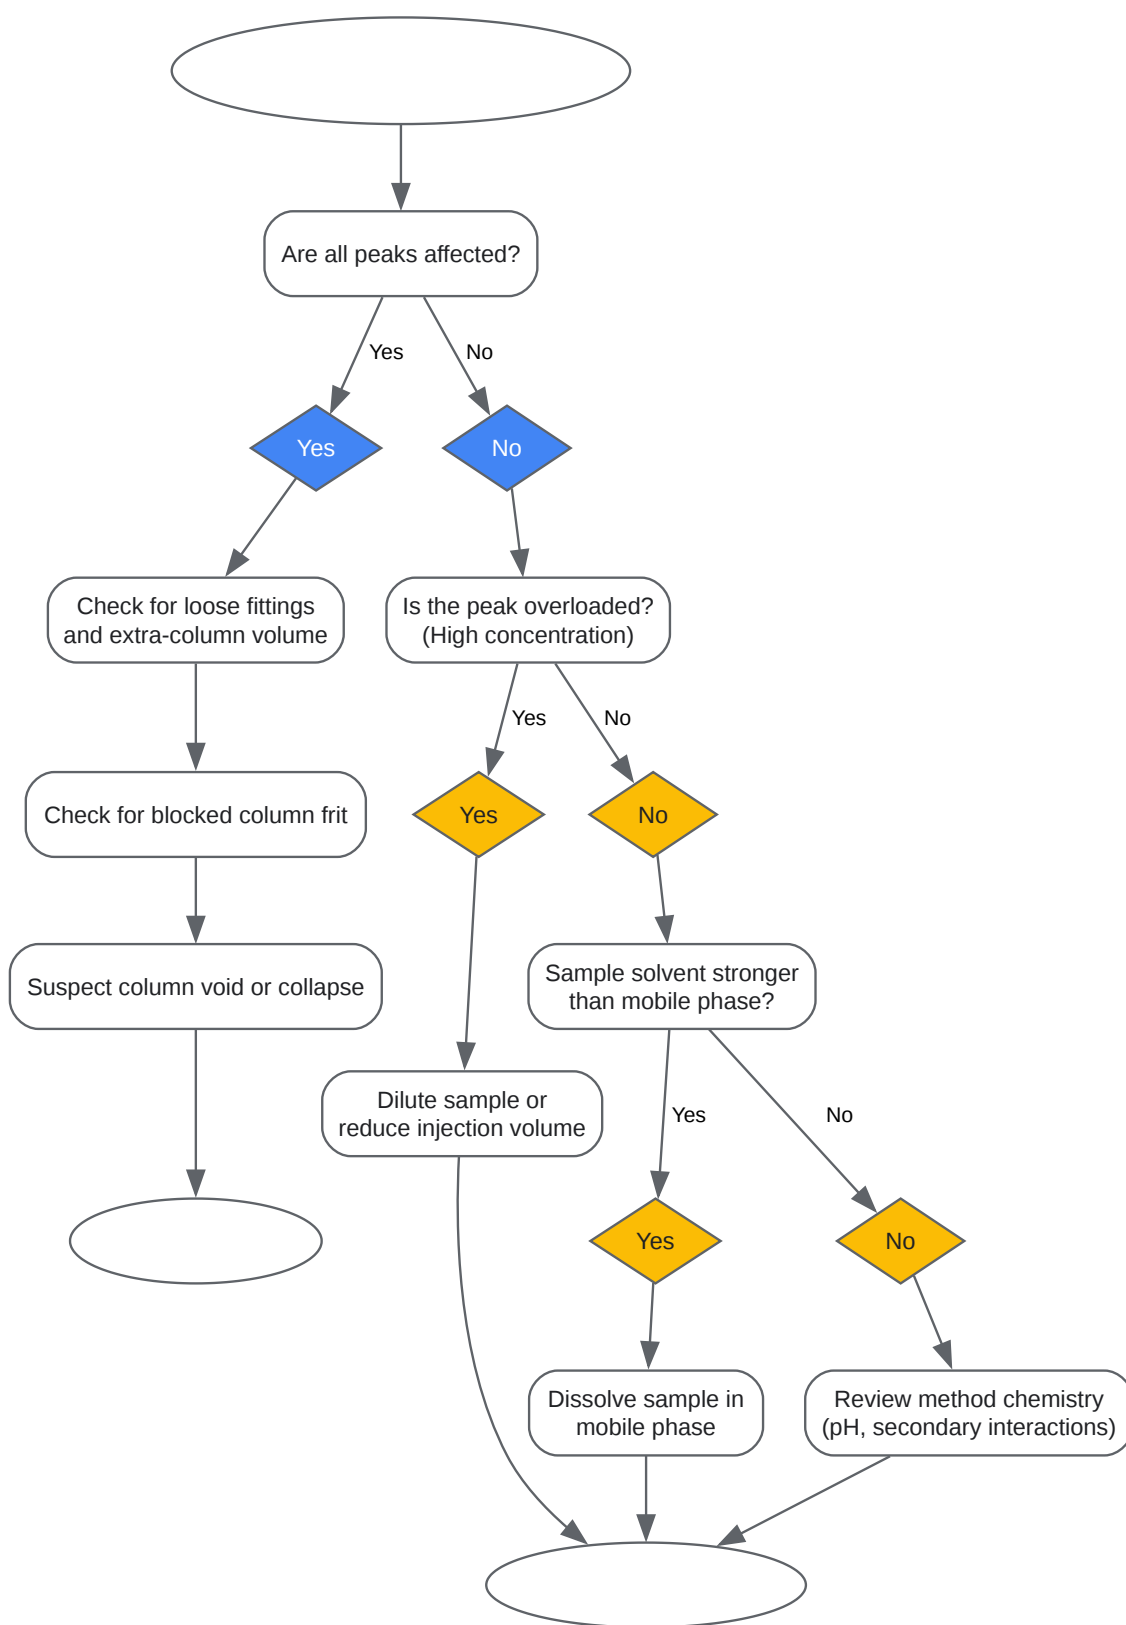 Are all peaks affected?
Yes
No
Yes
No
Check for loose fittings
and extra-column volume
Is the peak overloaded?
(High concentration)
Yes
No
Check for blocked column frit
Yes
No
Suspect column void or collapse
Sample solvent stronger
than mobile phase?
Dilute sample or
reduce injection volume
Yes
No
Yes
No
Dissolve sample in
mobile phase
Review method chemistry
(pH, secondary interactions)